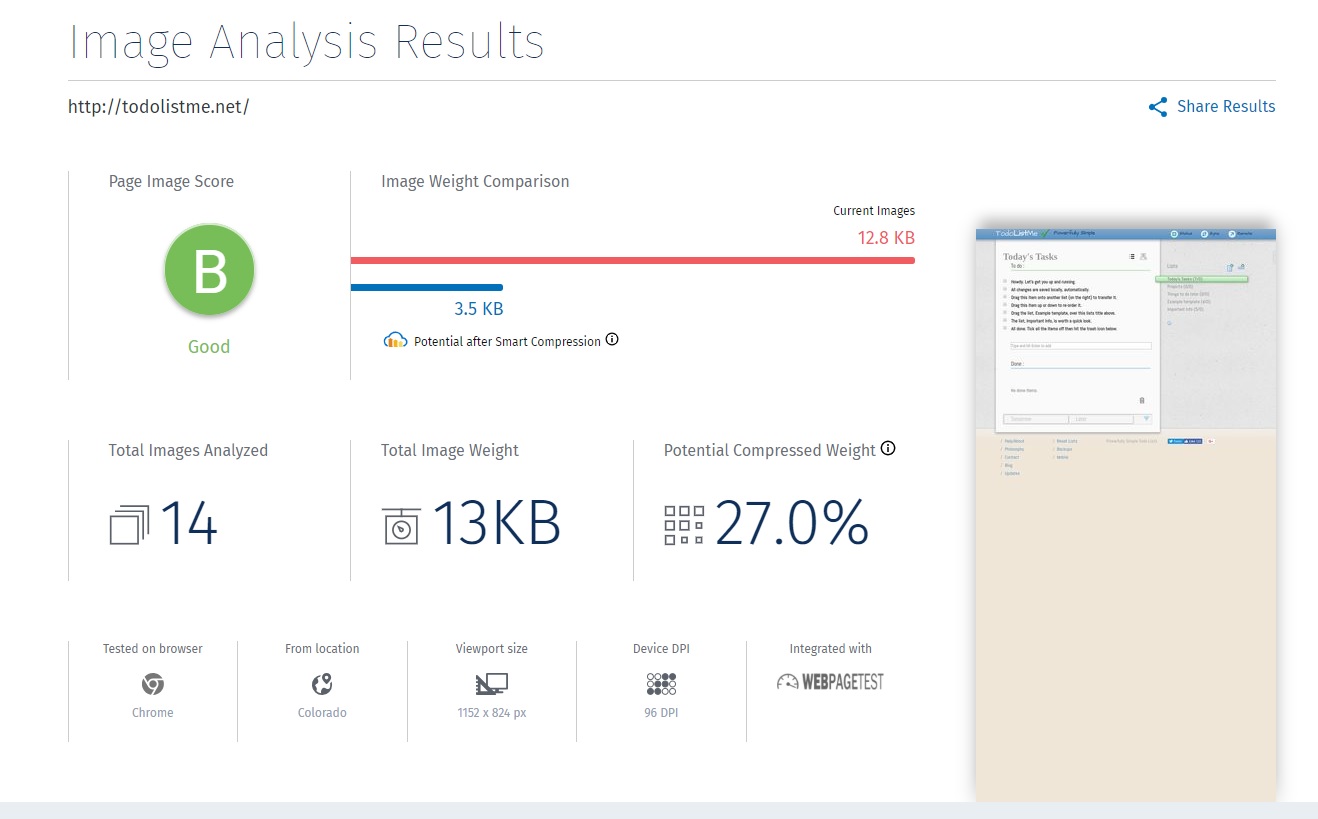 Image Analysis Results
http://todolistme.net/
Share Results
Page Image Score
B
Good
Image Weight Comparison
Current Images
12.8 KB
3.5 KB
Potential after Smart Compression
Total Images Analyzed
14
Total Image Weight
13KB
Potential Compressed Weight
27.0%
Tested on browser
Chrome
From location
Colorado
Viewport size
1152 x 824 px
Device DPI
96 DPI
Integrated with
WEBPAGETEST
TodoListMe Powerfully Simple
Today's Tasks
To do :
Howdy. Let's get you up and running.
All changes are saved locally, automatically.
Drag this item onto another list (on the right) to transfer it.
Drag this item up or down to re-order it.
Drag the list, Example template, over this lists title above.
The list, Important Info, is worth a quick look.
All done. Tick all the items off then hit the trash icon below.
Done :
No done items.
Lists